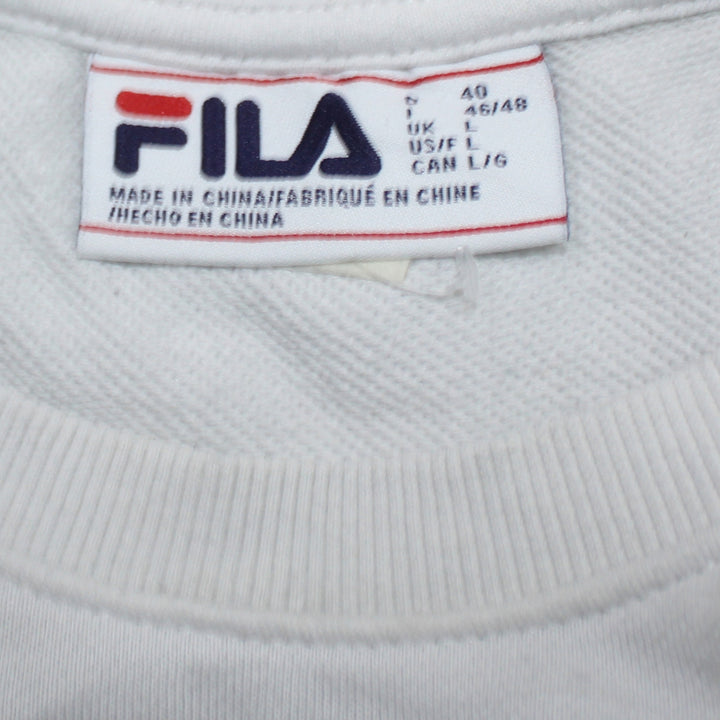 FILA
MADE IN CHINA/FABRIQUÉ EN CHINE
/HECHO EN CHINA
40
I 46/48
UK L
US/F L
CAN L/G